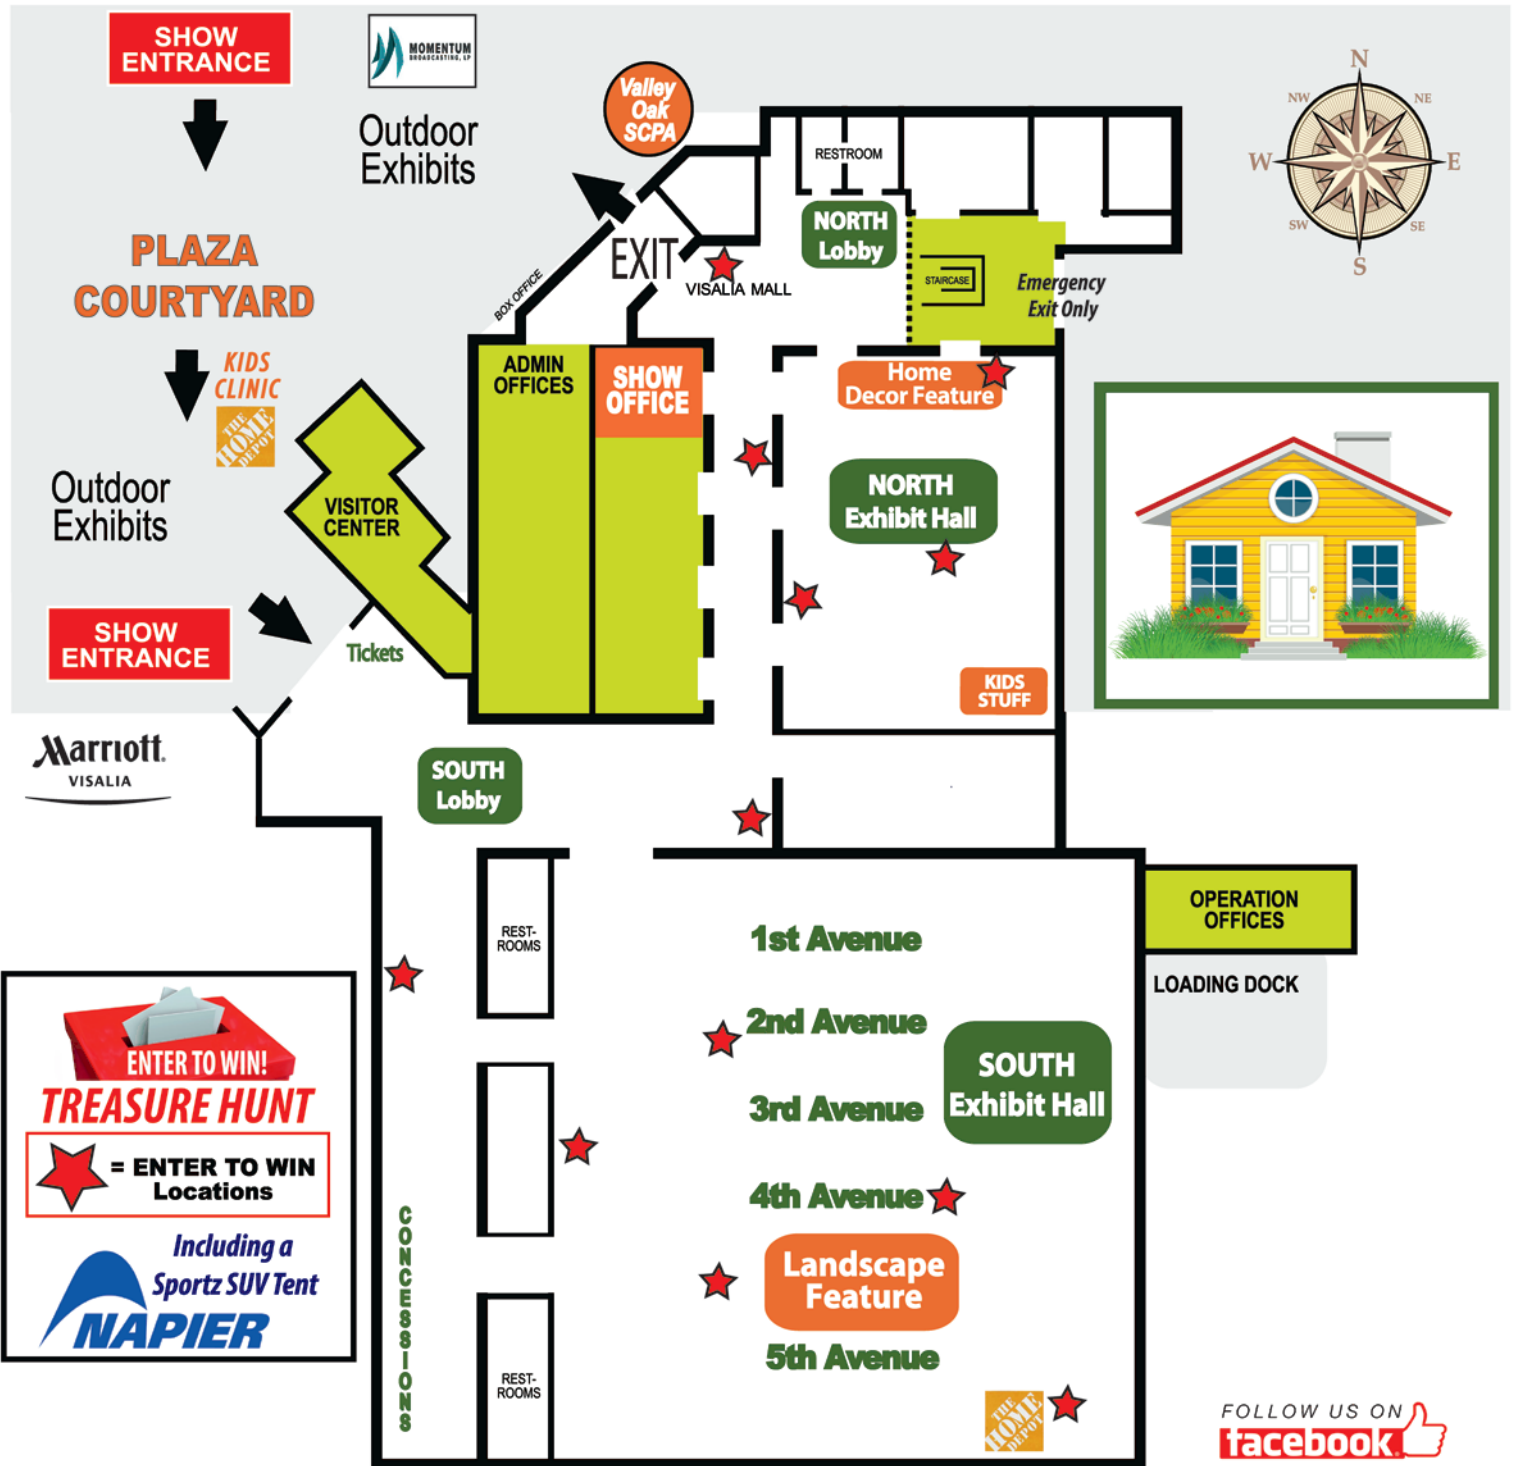 SHOW
ENTRANCE
MOMENTUM
BROADCASTING, LP
Outdoor
Exhibits
Valley
Oak
SCPA
RESTROOM
N
NE
E
SE
S
SW
W
NW
PLAZA
COURTYARD
EXIT
BOX OFFICE
VISALIA MALL
NORTH
Lobby
STAIRCASE
Emergency
Exit Only
KIDS
CLINIC
THE
HOME
DEPOT
ADMIN
OFFICES
SHOW
OFFICE
Home
Decor Feature
Outdoor
Exhibits
VISITOR
CENTER
NORTH
Exhibit Hall
SHOW
ENTRANCE
Tickets
KIDS
STUFF
Marriott.
VISALIA
SOUTH
Lobby
REST-
ROOMS
1st Avenue
2nd Avenue
3rd Avenue
4th Avenue
SOUTH
Exhibit Hall
OPERATION
OFFICES
LOADING DOCK
ENTER TO WIN!
TREASURE HUNT
= ENTER TO WIN
Locations
Including a
Sportz SUV Tent
NAPIER
CONCESSIONS
Landscape
Feature
5th Avenue
REST-
ROOMS
THE
HOME
DEPOT
FOLLOW US ON
facebook.